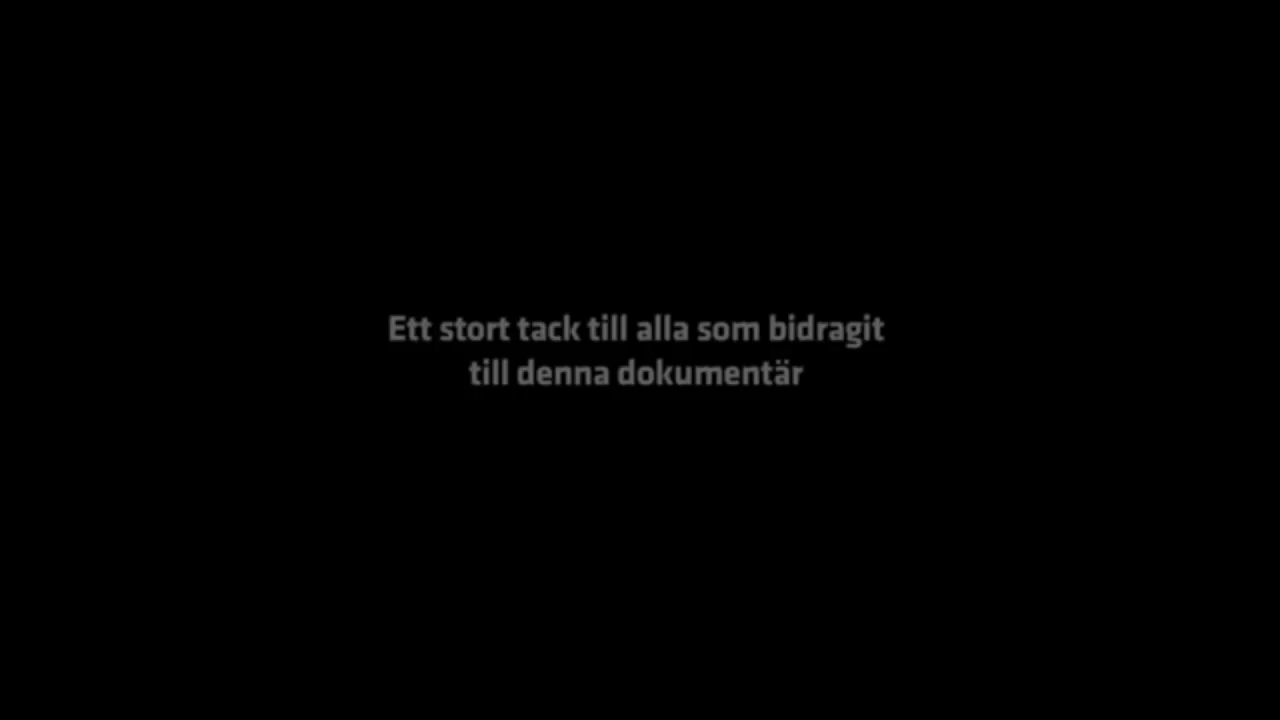 Ett stort tack till alla som bidragit
till denna dokumentär